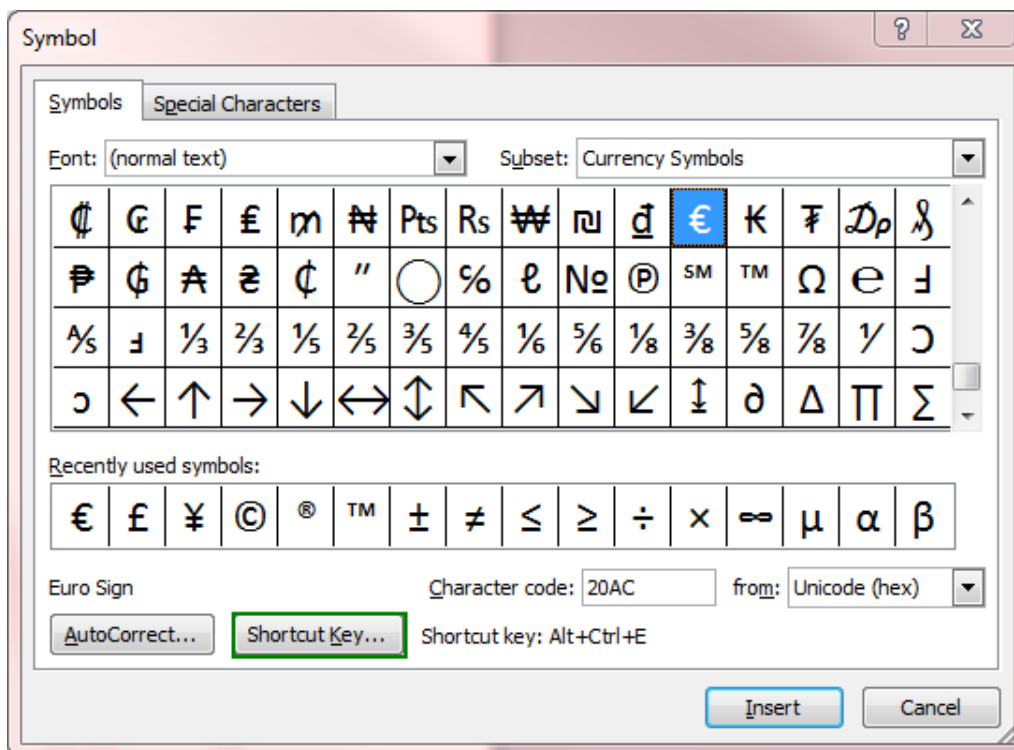 Symbol
Symbols Special Characters
Font: (normal text) Subset: Currency Symbols
₡ ₢ ₣ ₤ ₥ ₦ ₧ ₨ ₩ ₪ ₫ € ₭ ₮ ₯ ₰
₱ ₲ ₳ ₴ ₵ ″ ⃝ ℅ ℓ № ℗ ℠ ™ Ω ℮ Ⅎ
⅍ ⅎ ⅓ ⅔ ⅕ ⅖ ⅗ ⅘ ⅙ ⅚ ⅛ ⅜ ⅝ ⅞ ⅟ Ↄ
ↄ ← ↑ → ↓ ↔ ↕ ↖ ↗ ↘ ↙ ↨ ∂ ∆ ∏ ∑
Recently used symbols:
€ £ ¥ © ® ™ ± ≠ ≤ ≥ ÷ × ∞ µ α β
Euro Sign Character code: 20AC from: Unicode (hex)
AutoCorrect... Shortcut Key... Shortcut key: Alt+Ctrl+E
Insert Cancel